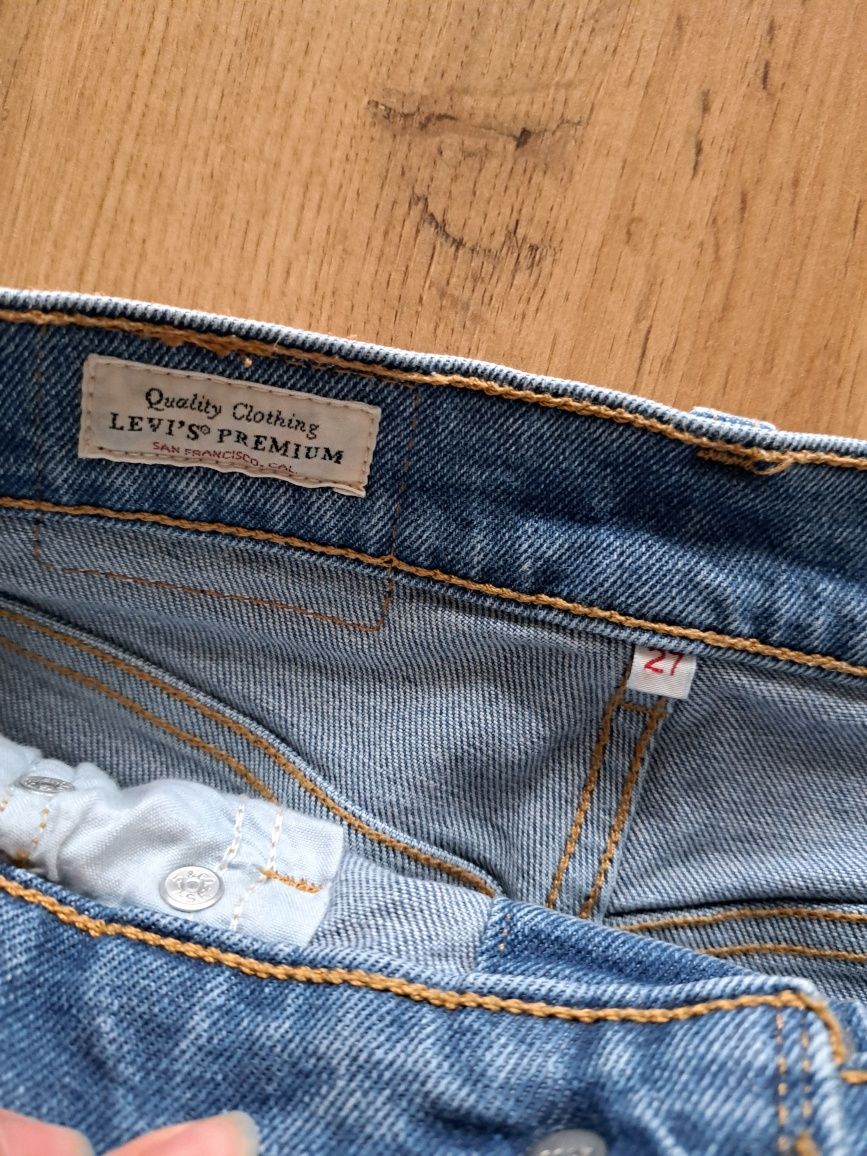 Quality Clothing
LEVI'S® PREMIUM
SAN FRANCISCO, CAL.
27